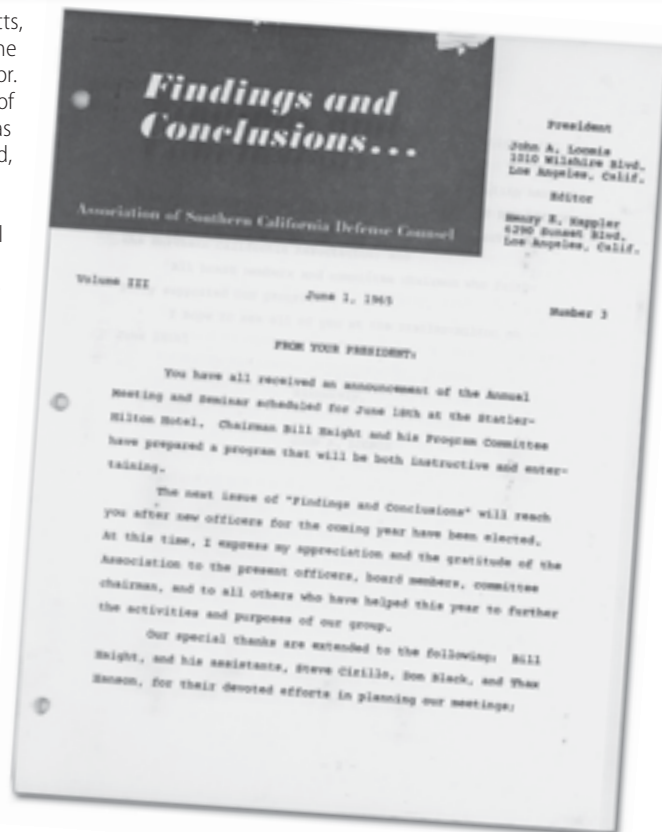 cts,
ne
or.
of
as
d,
d
Findings and
Conclusions...
Association of Southern California Defense Counsel
President
John A. Loomis
1010 Wilshire Blvd.
Los Angeles, Calif.
Editor
Henry E. Kappler
6290 Sunset Blvd.
Los Angeles, Calif.
Volume III
June 1, 1965
Number 3
FROM YOUR PRESIDENT:
You have all received an announcement of the Annual
Meeting and Seminar scheduled for June 18th at the Statler-
Hilton Hotel. Chairman Bill Haight and his Program Committee
have prepared a program that will be both instructive and enter-
taining.
The next issue of "Findings and Conclusions" will reach
you after new officers for the coming year have been elected.
At this time, I express my appreciation and the gratitude of the
Association to the present officers, board members, committee
chairman, and to all others who have helped this year to further
the activities and purposes of our group.
Our special thanks are extended to the following: Bill
Haight, and his assistants, Steve Cirillo, Don Black, and Thax
Hanson, for their devoted efforts in planning our meetings;